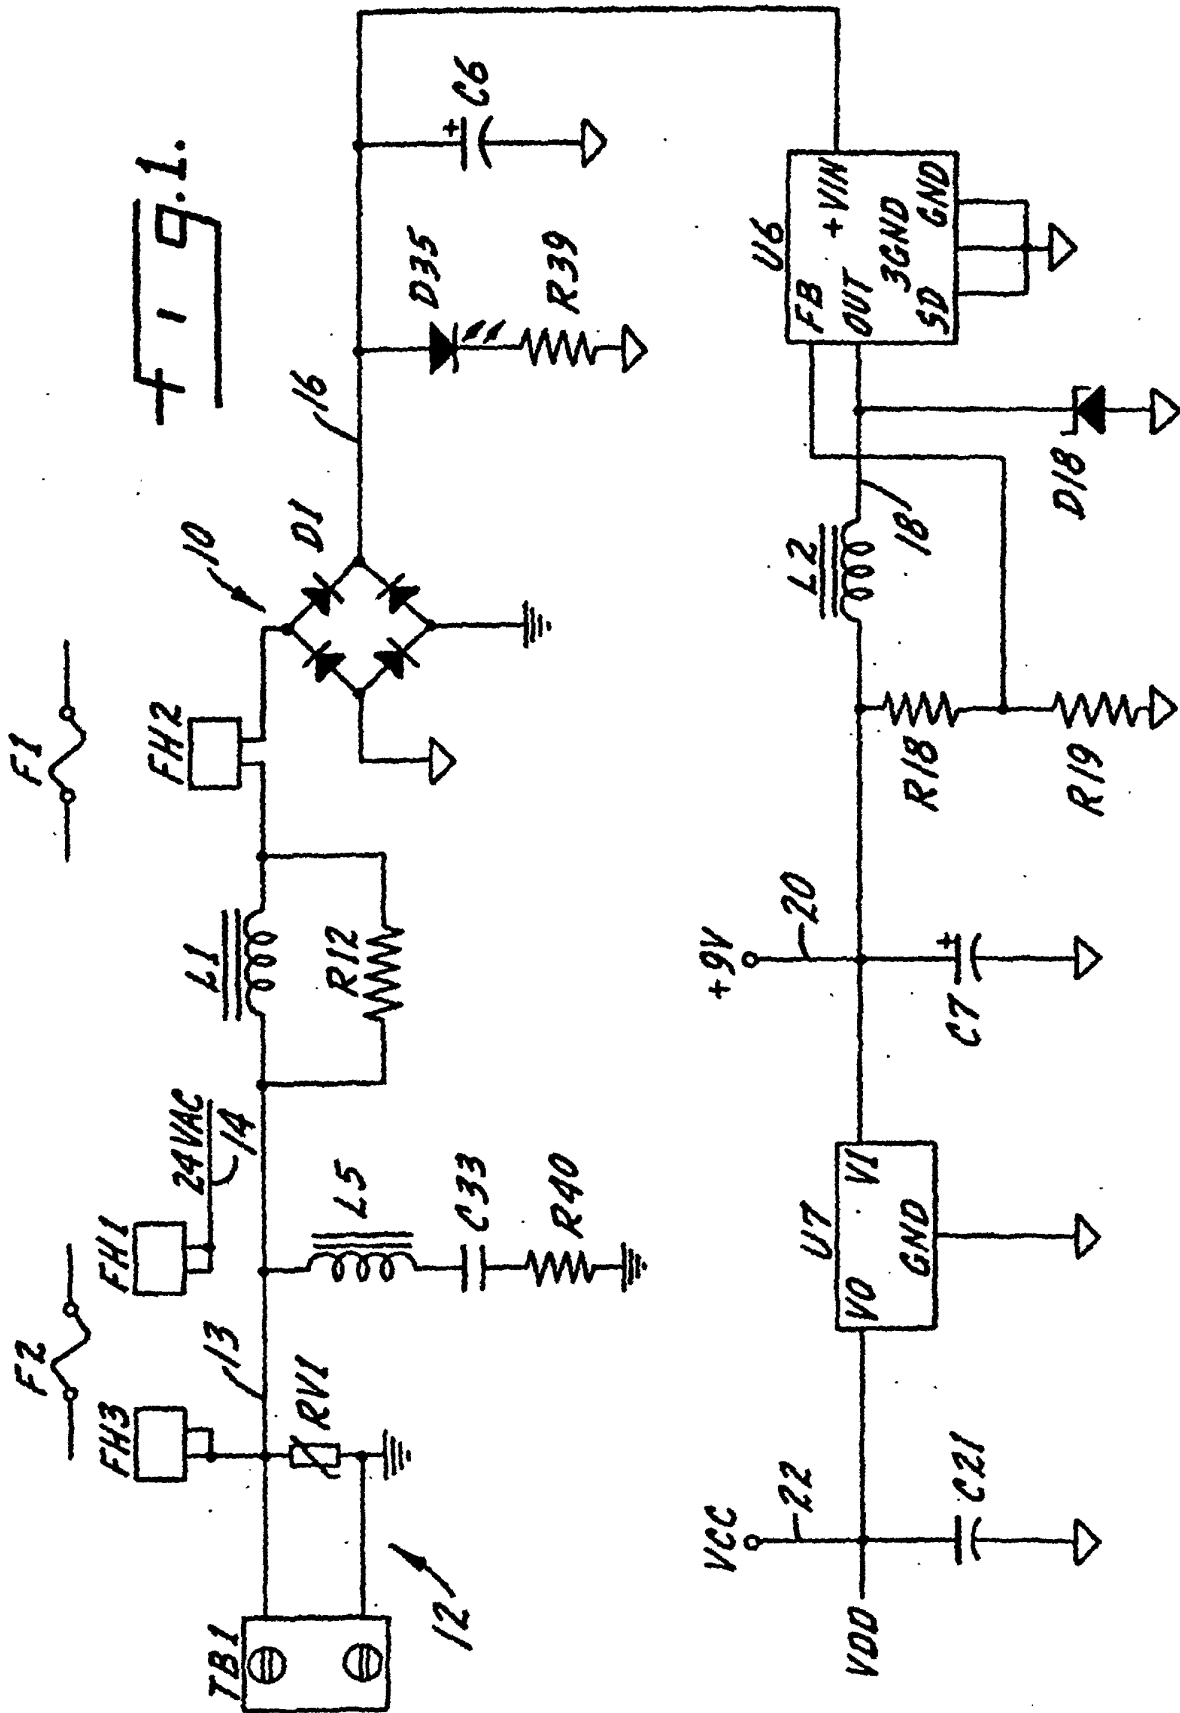 Fig.1.
F2
F1
FH3
FH1
24VAC
14
FH2
10
TB1
13
L1
D1
16
RV1
L5
R12
D35
C6
12
C33
R40
R39
VCC
22
+9V
20
L2
U6
FB
+VIN
OUT
3GND
SD
GND
18
U7
VO
VI
GND
VDD
C21
C7
R18
R19
D18